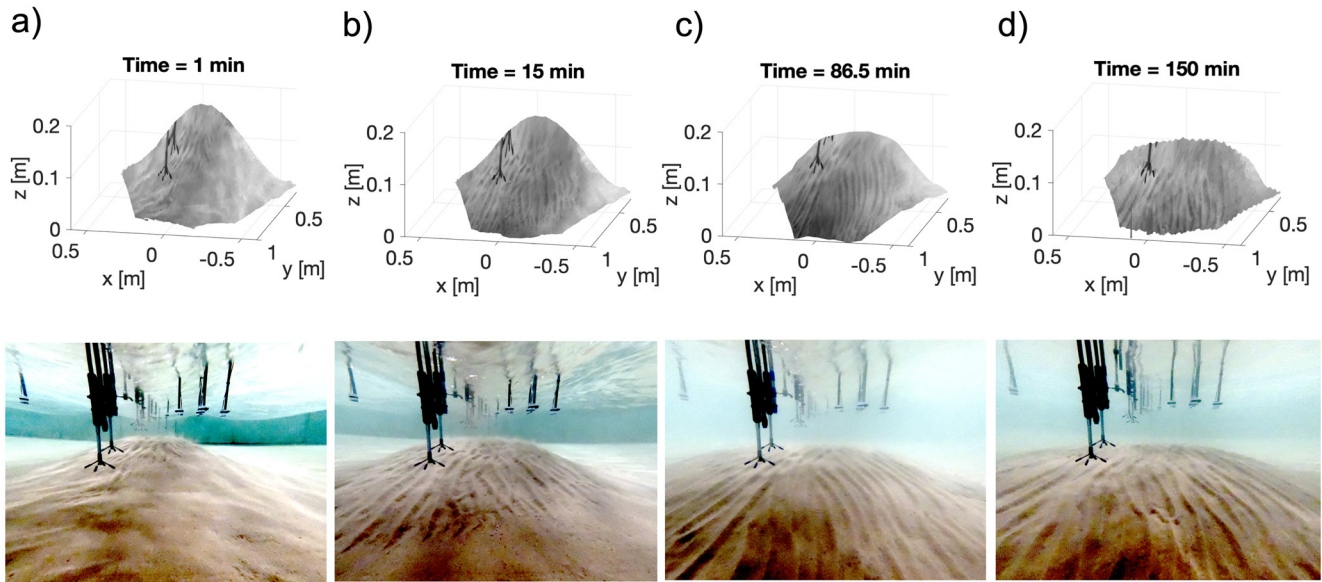 a)
b)
c)
d)
Time = 1 min
Time = 15 min
Time = 86.5 min
Time = 150 min
0.2
0.1
0
z [m]
0.5
0
-0.5
x [m]
1
0.5
y [m]
0.2
0.1
0
z [m]
0.5
0
-0.5
x [m]
1
0.5
y [m]
0.2
0.1
0
z [m]
0.5
0
-0.5
x [m]
1
0.5
y [m]
0.2
0.1
0
z [m]
0.5
0
-0.5
x [m]
1
0.5
y [m]